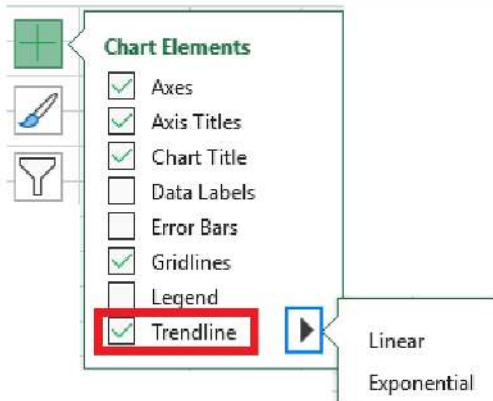 Chart Elements
Axes
Axis Titles
Chart Title
Data Labels
Error Bars
Gridlines
Legend
Trendline
Linear
Exponential